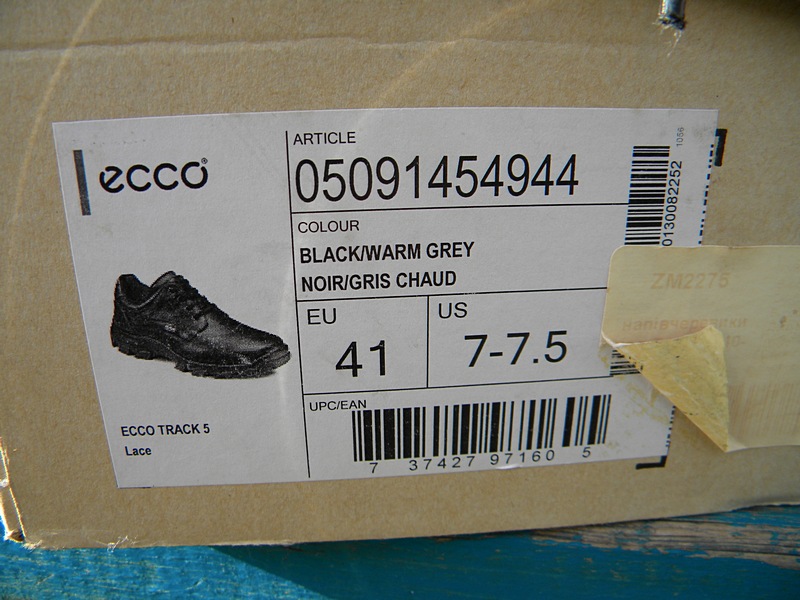 ecco®
ARTICLE
05091454944
COLOUR
BLACK/WARM GREY
NOIR/GRIS CHAUD
EU
41
US
7-7.5
UPC/EAN
7 37427 97160 5
ECCO TRACK 5
Lace
1056
0130082252
ZM2275
напівчеревики